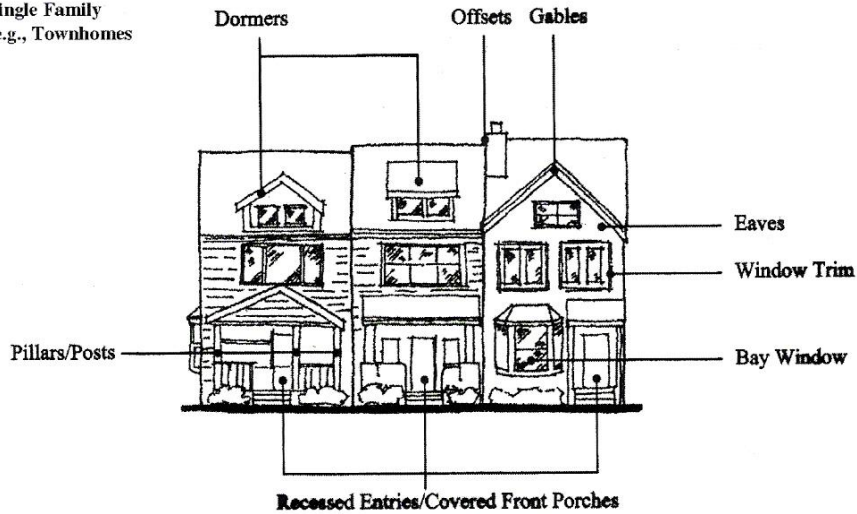 ingle Family
e.g., Townhomes
Dormers
Offsets
Gables
Eaves
Window Trim
Pillars/Posts
Bay Window
Recessed Entries/Covered Front Porches